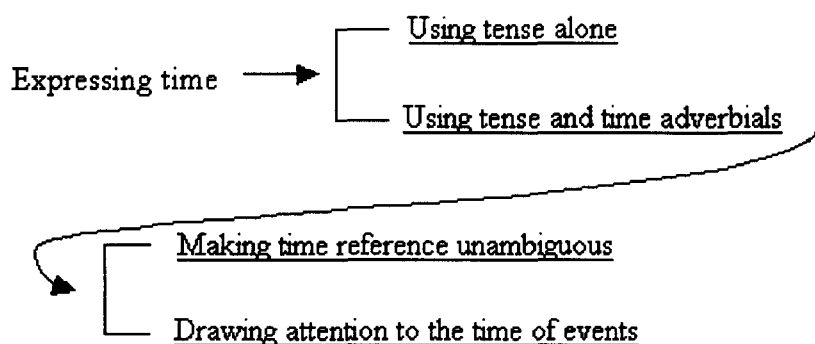 Using tense alone
Expressing time
Using tense and time adverbials
Making time reference unambiguous
Drawing attention to the time of events